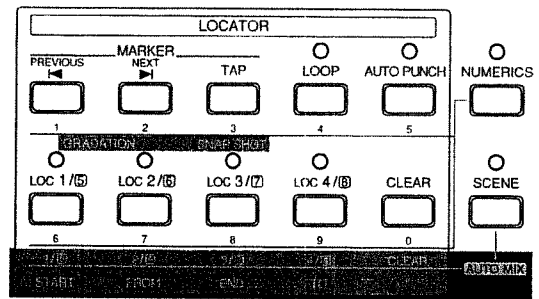 LOCATOR
MARKER
PREVIOUS NEXT TAP LOOP AUTO PUNCH NUMERICS
1 2 3 4 5
GRADATION SNAP SHOT
LOC 1/⑤ LOC 2/⑥ LOC 3/⑦ LOC 4/⑧ CLEAR SCENE
6 7 8 9 0
CLEAR AUTO MIX
START END